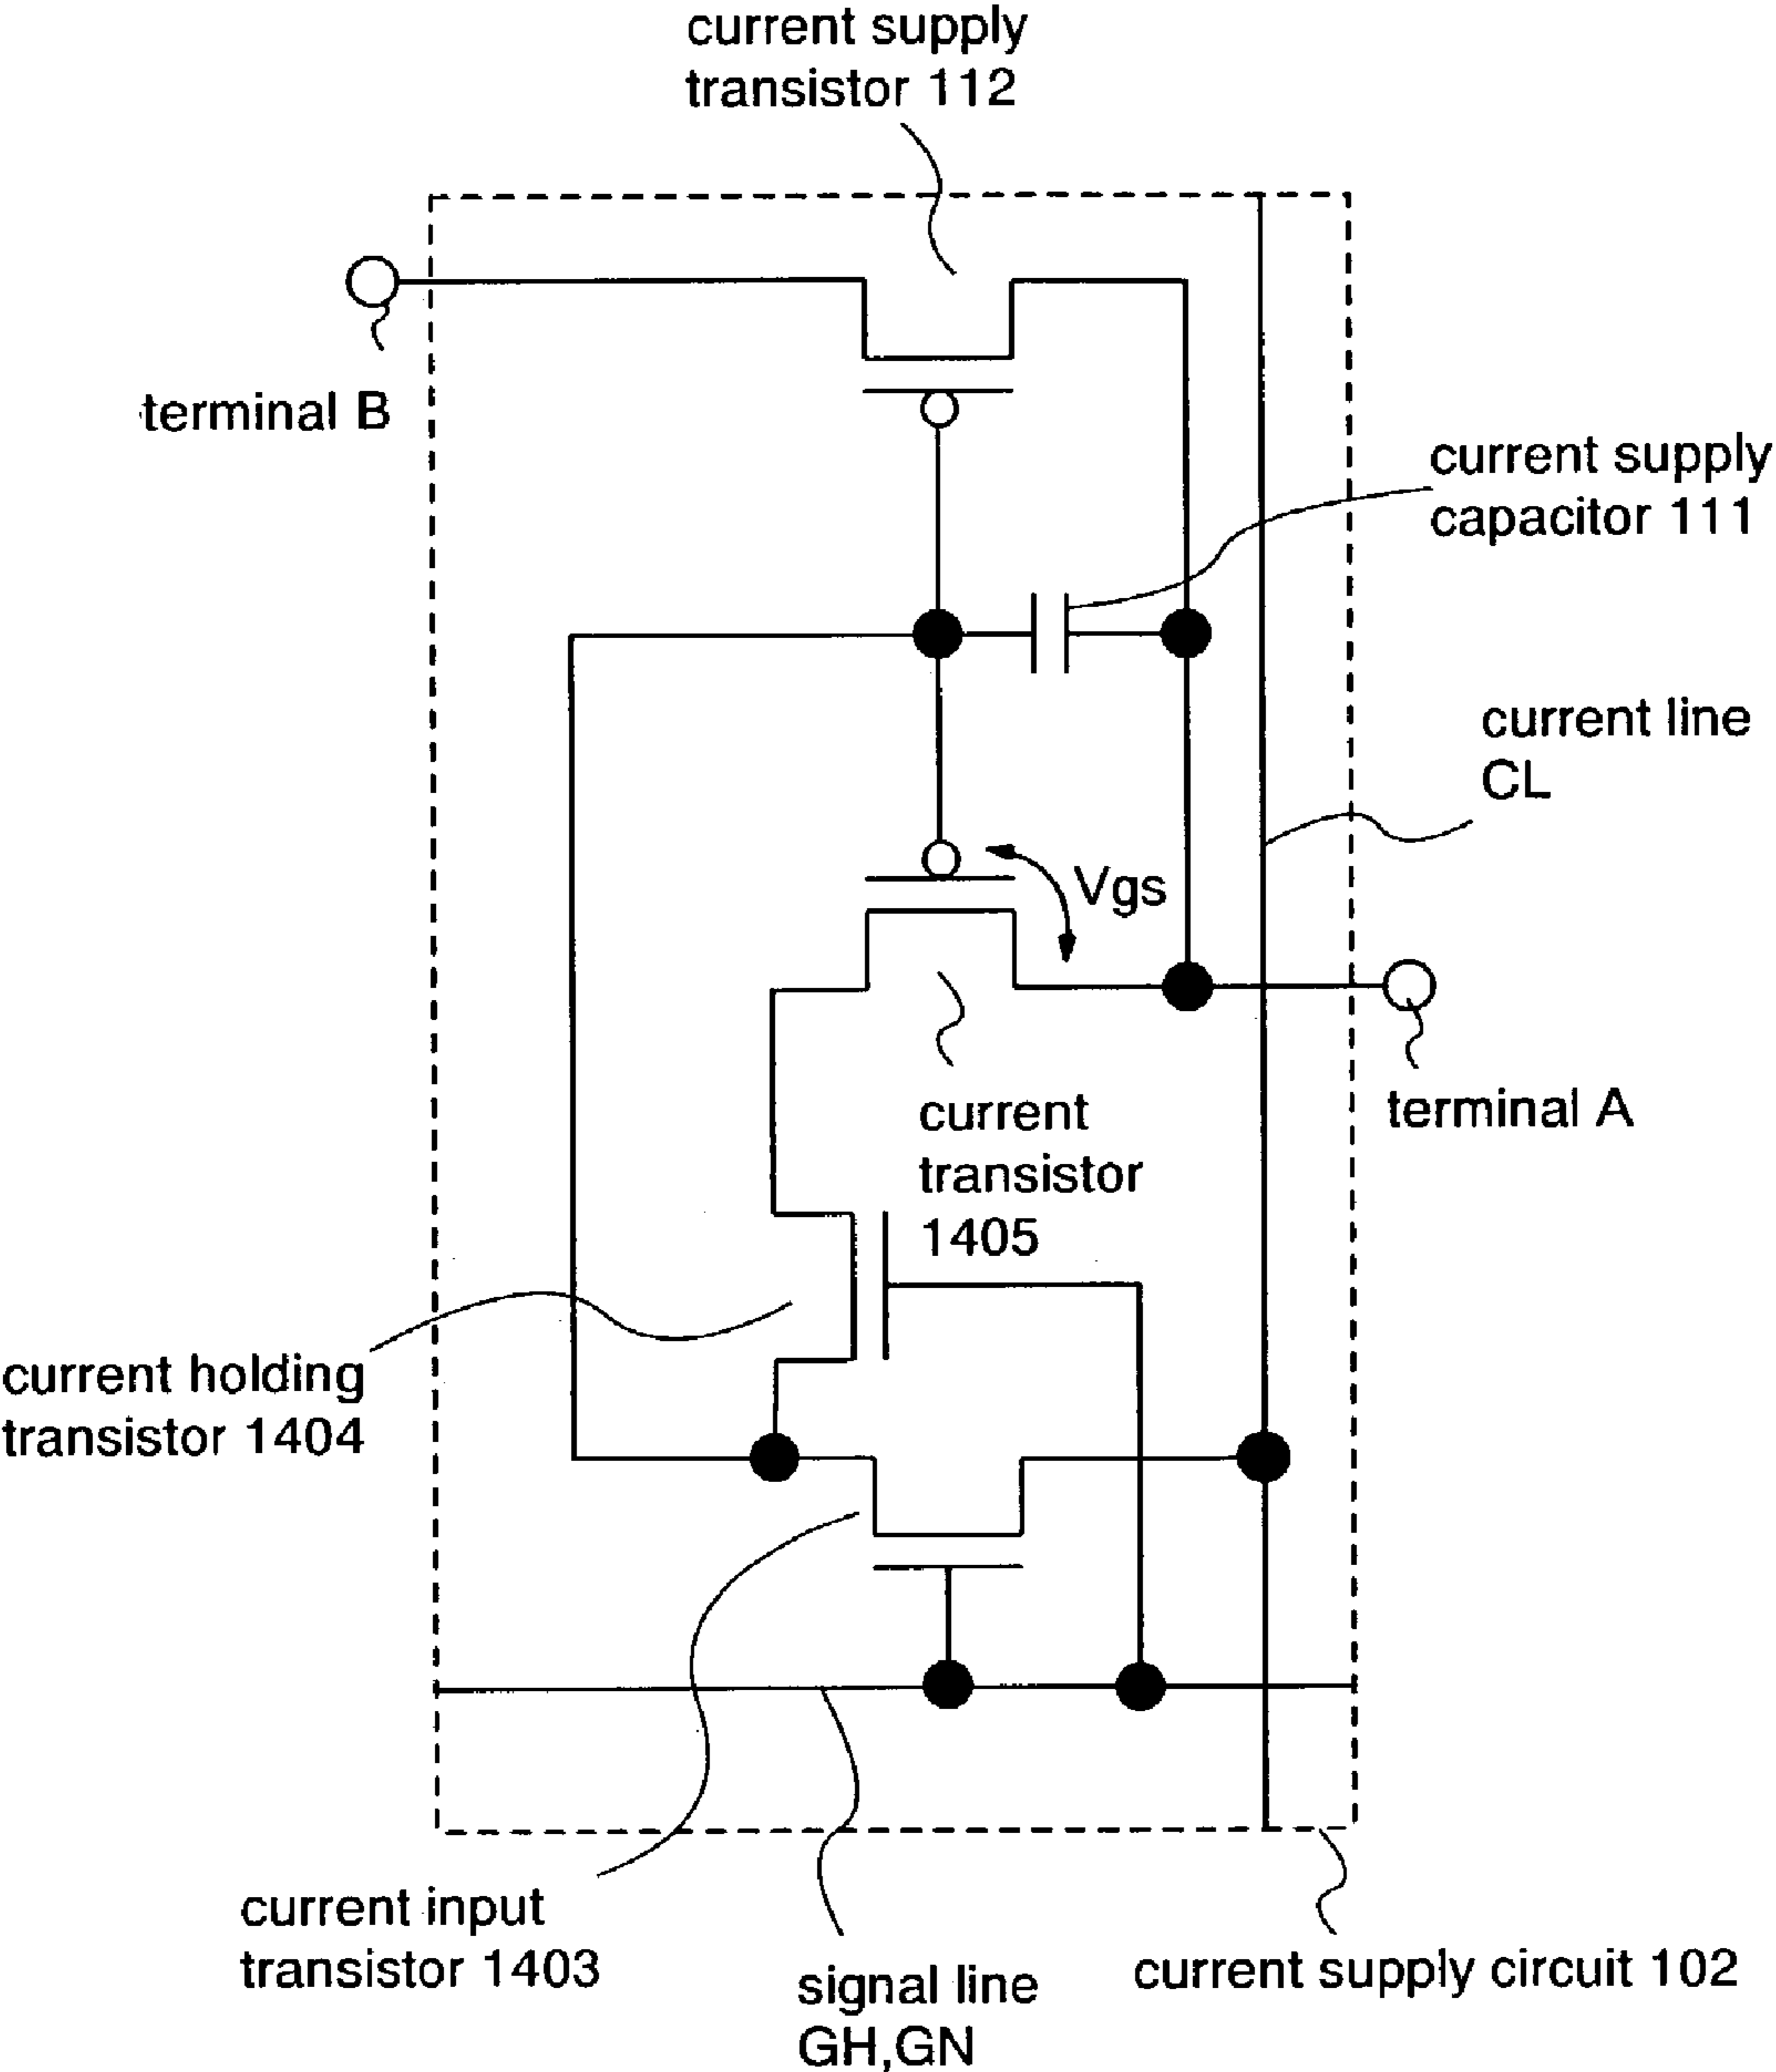 current supply
transistor 112
terminal B
current supply
capacitor 111
current line
CL
Vgs
terminal A
current
transistor
1405
current holding
transistor 1404
current input
transistor 1403
signal line
GH,GN
current supply circuit 102